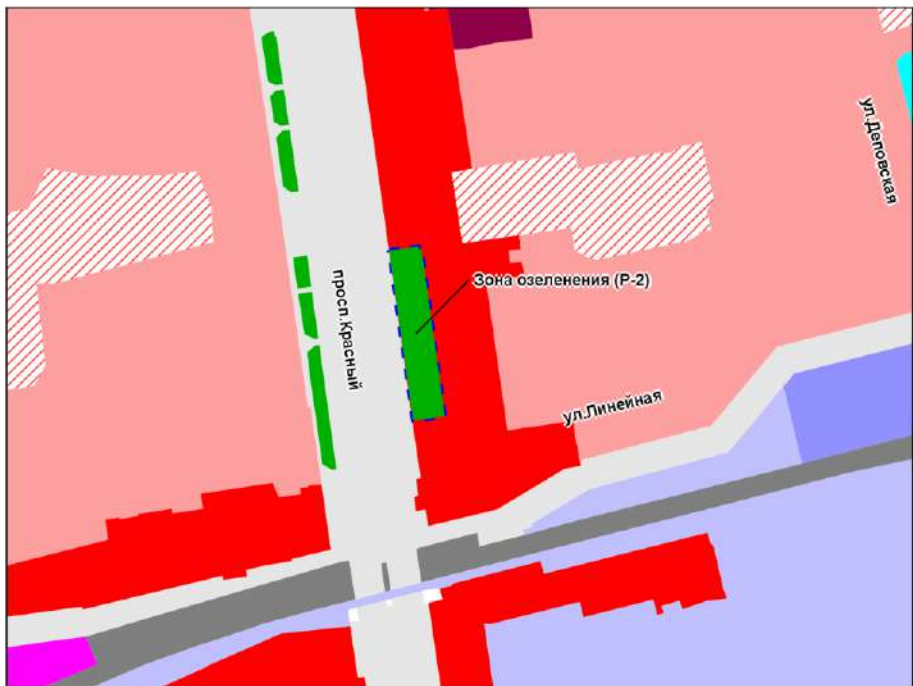 ул.Деповская
Зона озеленения (Р-2)
просп.Красный
ул.Линейная